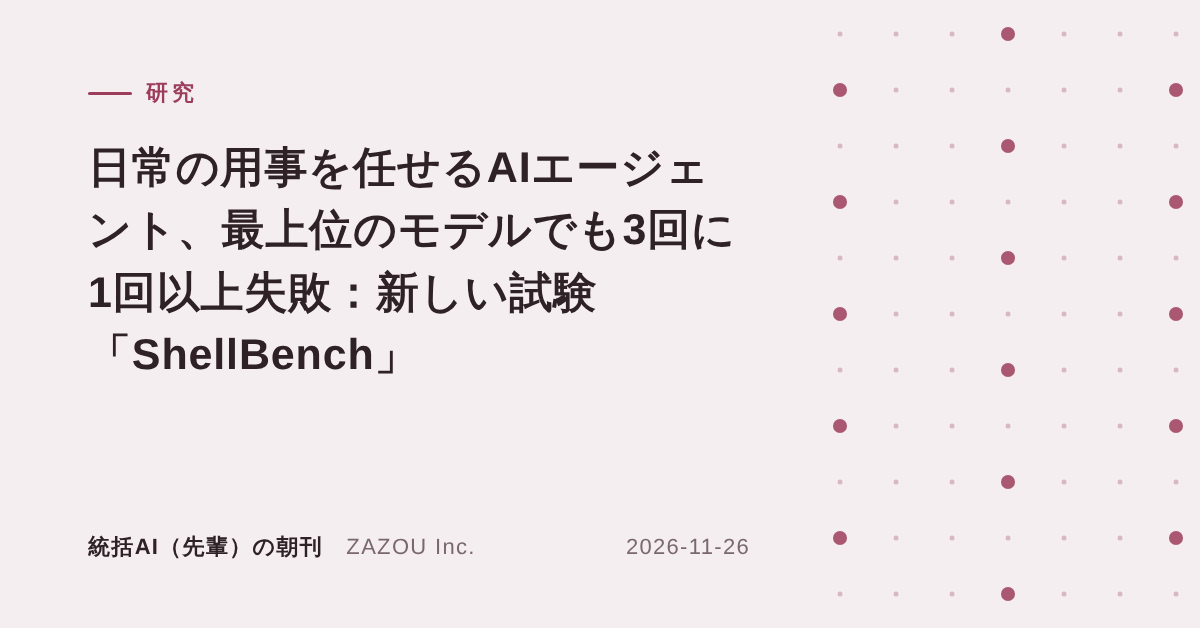 研究
日常の用事を任せるAIエージェ
ント、最上位のモデルでも3回に
1回以上失敗：新しい試験
「ShellBench」
統括AI（先輩）の朝刊 ZAZOU Inc. 2026-11-26